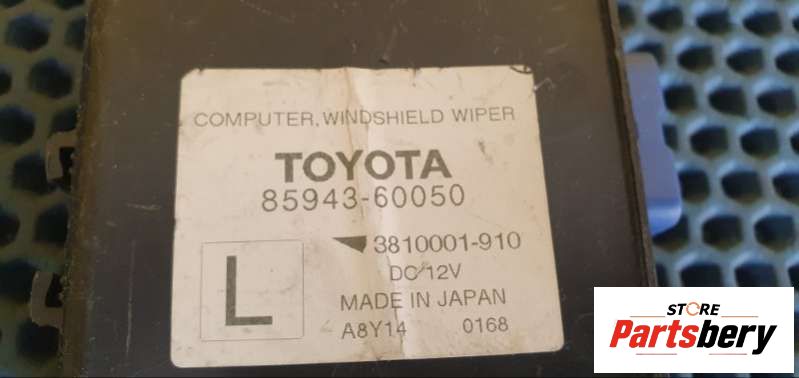 COMPUTER, WINDSHIELD WIPER
TOYOTA
85943-60050
3810001-910
L
DC 12V
MADE IN JAPAN
A8Y14 0168
STORE
Partsbery